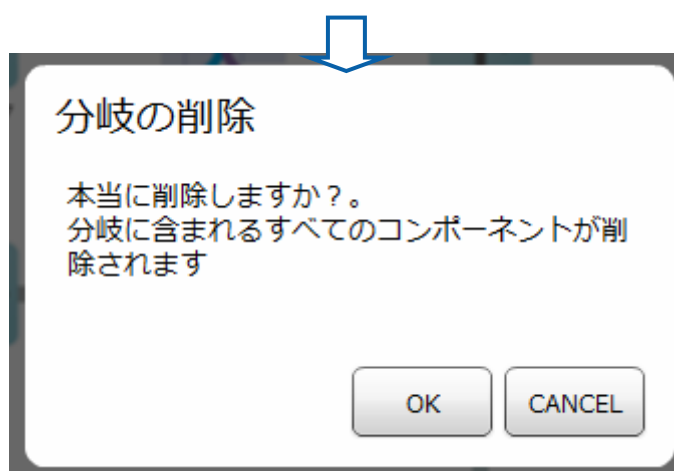 分岐の削除
本当に削除しますか？。
分岐に含まれるすべてのコンポーネントが削
除されます
OK
CANCEL